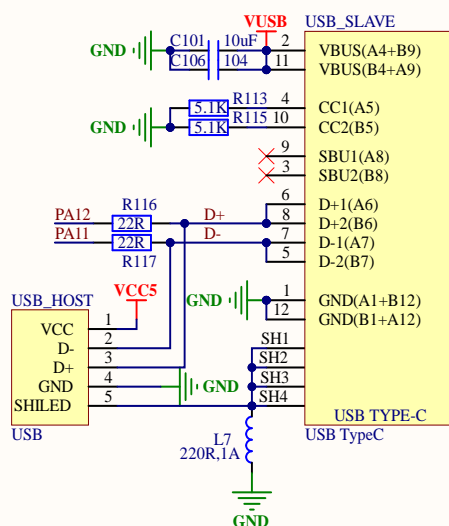 C101 10uF VUSB USB_SLAVE
GND 2 VBUS(A4+B9)
C106 104 11 VBUS(B4+A9)
R113 4 CC1(A5)
5.1K
GND R115 10 CC2(B5)
5.1K
9 SBU1(A8)
3 SBU2(B8)
R116 6 D+1(A6)
PA12 22R D+ 8 D+2(B6)
PA11 22R D- 7 D-1(A7)
R117 5 D-2(B7)
USB_HOST VCC5 GND 1 GND(A1+B12)
12 GND(B1+A12)
VCC 1
D- 2 SH1
D+ 3 SH2
GND 4 GND SH3
SHILED 5 SH4
USB L7 USB TYPE-C
220R,1A USB TypeC
GND